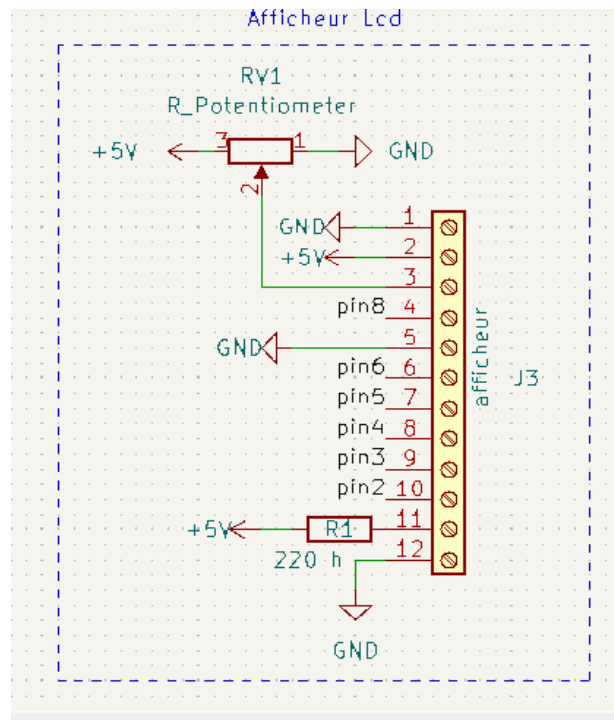 Afficheur Lcd
RV1
R_Potentiometer
+5V 3 1 GND
2
GND 1
+5V 2
3
pin8 4
GND 5
pin6 6
pin5 7
pin4 8
pin3 9
pin2 10
+5V R1 11
220 h 12
GND
afficheur
J3